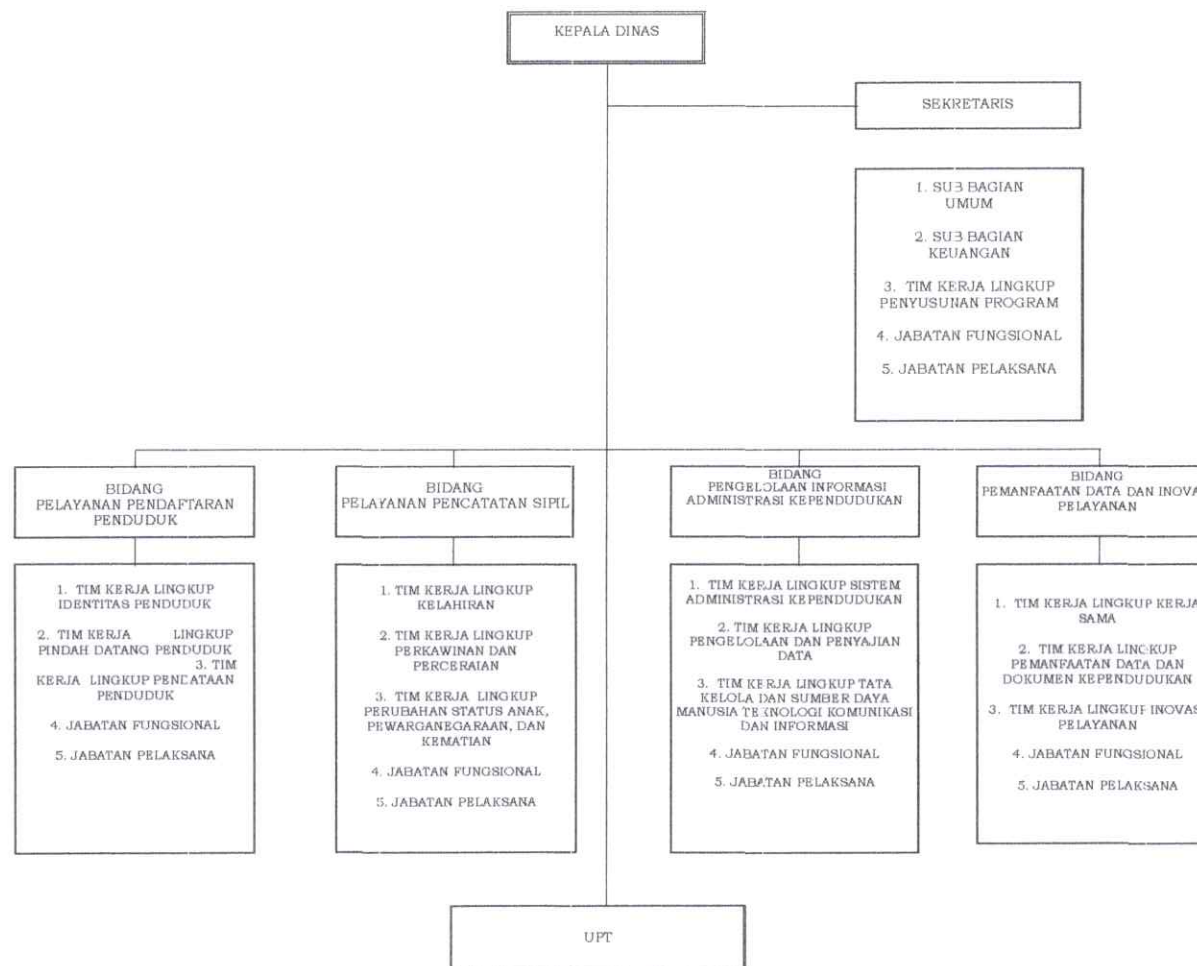 KEPALA DINAS
SEKRETARIS
1. SUB BAGIAN
UMUM
2. SUB BAGIAN
KEUANGAN
3. TIM KERJA LINGKUP
PENYUSUNAN PROGRAM
4. JABATAN FUNGSIONAL
5. JABATAN PELAKSANA
BIDANG
PELAYANAN PENDAFTARAN
PENDUDUK
1. TIM KERJA LINGKUP
IDENTITAS PENDUDUK
2. TIM KERJA LINGKUP
PINDAH DATANG PENDUDUK
3. TIM
KERJA LINGKUP PENDATAAN
PENDUDUK
4. JABATAN FUNGSIONAL
5. JABATAN PELAKSANA
BIDANG
PELAYANAN PENCATATAN SIPIL
1. TIM KERJA LINGKUP
KELAHIRAN
2. TIM KERJA LINGKUP
PERKAWINAN DAN
PERCERAIAN
3. TIM KERJA LINGKUP
PERUBAHAN STATUS ANAK,
PEWARGANEGARAAN, DAN
KEMATIAN
4. JABATAN FUNGSIONAL
5. JABATAN PELAKSANA
BIDANG
PENGELOLAAN INFORMASI
ADMINISTRASI KEPENDUDUKAN
1. TIM KERJA LINGKUP SISTEM
ADMINISTRASI KEPENDUDUKAN
2. TIM KERJA LINGKUP
PENGELOLAAN DAN PENYAJIAN
DATA
3. TIM KERJA LINGKUP TATA
KELOLA DAN SUMBER DAYA
MANUSIA TEKNOLOGI KOMUNIKASI
DAN INFORMASI
4. JABATAN FUNGSIONAL
5. JABATAN PELAKSANA
BIDANG
PEMANFAATAN DATA DAN INOVA
PELAYANAN
1. TIM KERJA LINGKUP KERJA
SAMA
2. TIM KERJA LINGKUP
PEMANFAATAN DATA DAN
DOKUMEN KEPENDUDUKAN
3. TIM KERJA LINGKUP INOVAS
PELAYANAN
4. JABATAN FUNGSIONAL
5. JABATAN PELAKSANA
UPT